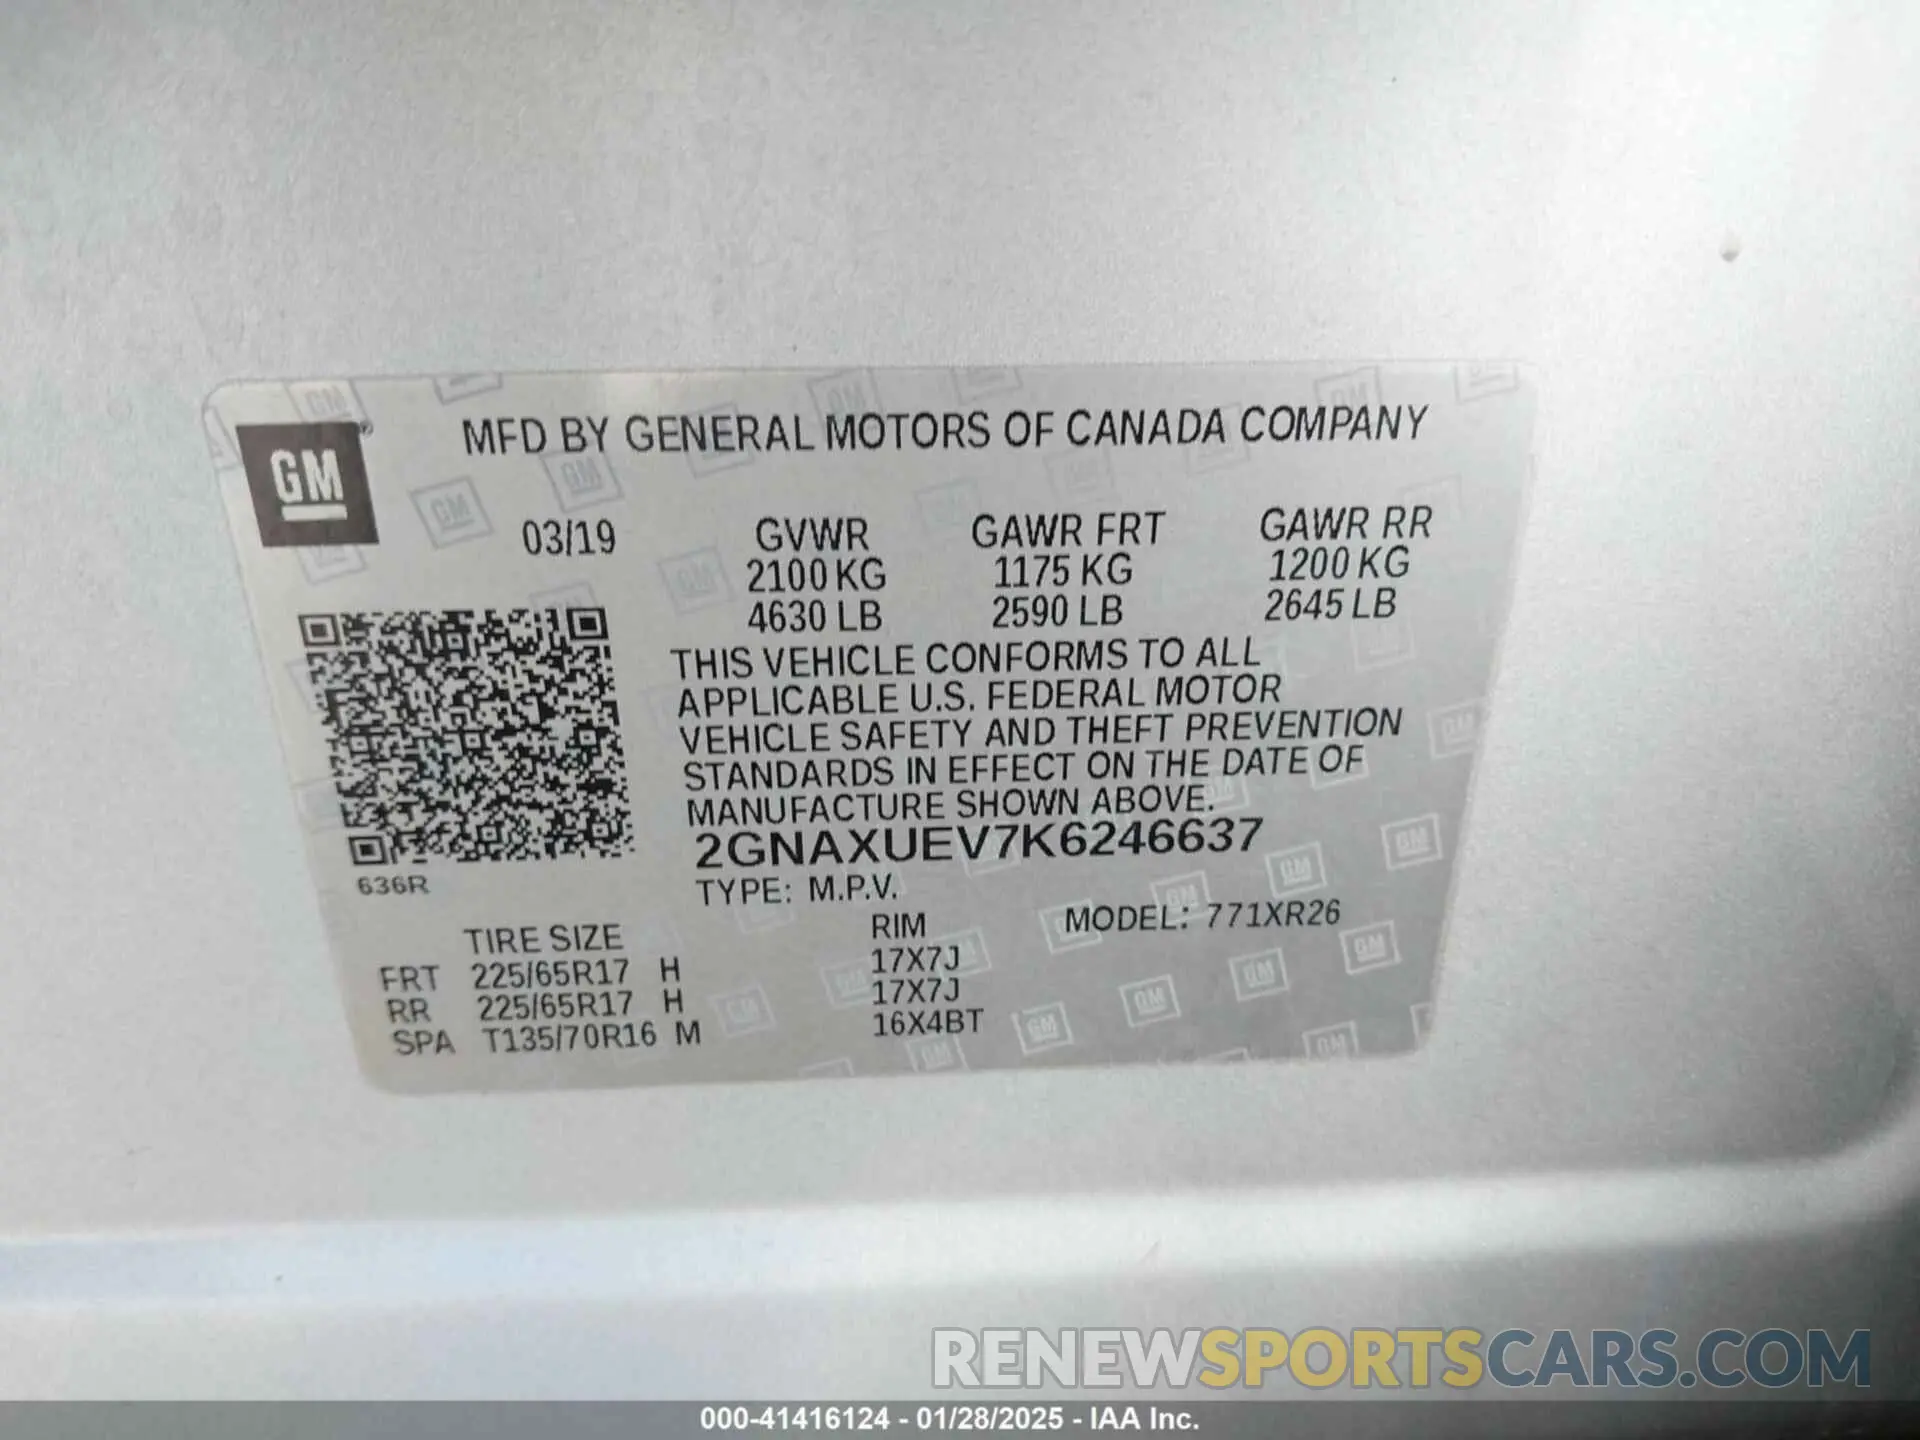 MFD BY GENERAL MOTORS OF CANADA COMPANY
GM
03/19 GVWR GAWR FRT GAWR RR
2100 KG 1175 KG 1200 KG
4630 LB 2590 LB 2645 LB
THIS VEHICLE CONFORMS TO ALL
APPLICABLE U.S. FEDERAL MOTOR
VEHICLE SAFETY AND THEFT PREVENTION
STANDARDS IN EFFECT ON THE DATE OF
MANUFACTURE SHOWN ABOVE.
2GNAXUEV7K6246637
636R
TYPE: M.P.V.
MODEL: 771XR26
TIRE SIZE RIM
FRT 225/65R17 H 17X7J
RR 225/65R17 H 17X7J
SPA T135/70R16 M 16X4BT
RENEWSPORTSCARS.COM
000-41416124 - 01/28/2025 - IAA Inc.